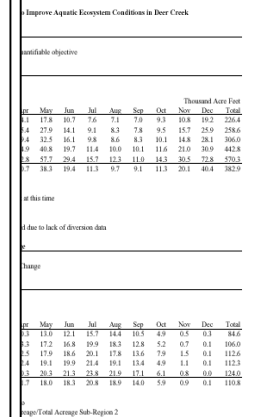 o Improve Aquatic Ecosystem Conditions in Deer Creek
uantifiable objective
Thousand Acre Feet
pr May Jun Jul Aug Sep Oct Nov Dec Total
4.1 17.8 10.7 7.6 7.1 7.0 9.3 10.8 19.2 226.4
5.4 27.9 14.1 9.1 8.3 7.8 9.5 15.7 25.9 258.6
9.4 32.5 16.1 9.8 8.6 8.3 10.1 14.8 28.1 306.0
4.9 40.8 19.7 11.4 10.0 10.1 11.6 21.0 30.9 442.8
2.8 57.7 29.4 15.7 12.3 11.0 14.3 30.5 72.8 570.3
0.7 38.3 19.4 11.3 9.7 9.1 11.3 20.1 40.4 382.9
at this time
d due to lack of diversion data
e
Change
pr May Jun Jul Aug Sep Oct Nov Dec Total
0.3 13.0 12.1 15.7 14.4 10.5 4.9 0.5 0.3 84.6
3.3 17.2 16.8 19.9 18.3 12.8 5.2 0.7 0.1 106.0
2.5 17.9 18.6 20.1 17.8 13.6 7.9 1.5 0.1 112.6
2.4 19.1 19.9 21.4 19.1 13.4 4.9 1.1 0.1 112.3
0.3 20.3 21.3 23.8 21.9 17.1 6.1 0.8 0.0 124.0
1.7 18.0 18.3 20.8 18.9 14.0 5.9 0.9 0.1 110.8
reage/Total Acreage Sub-Region 2